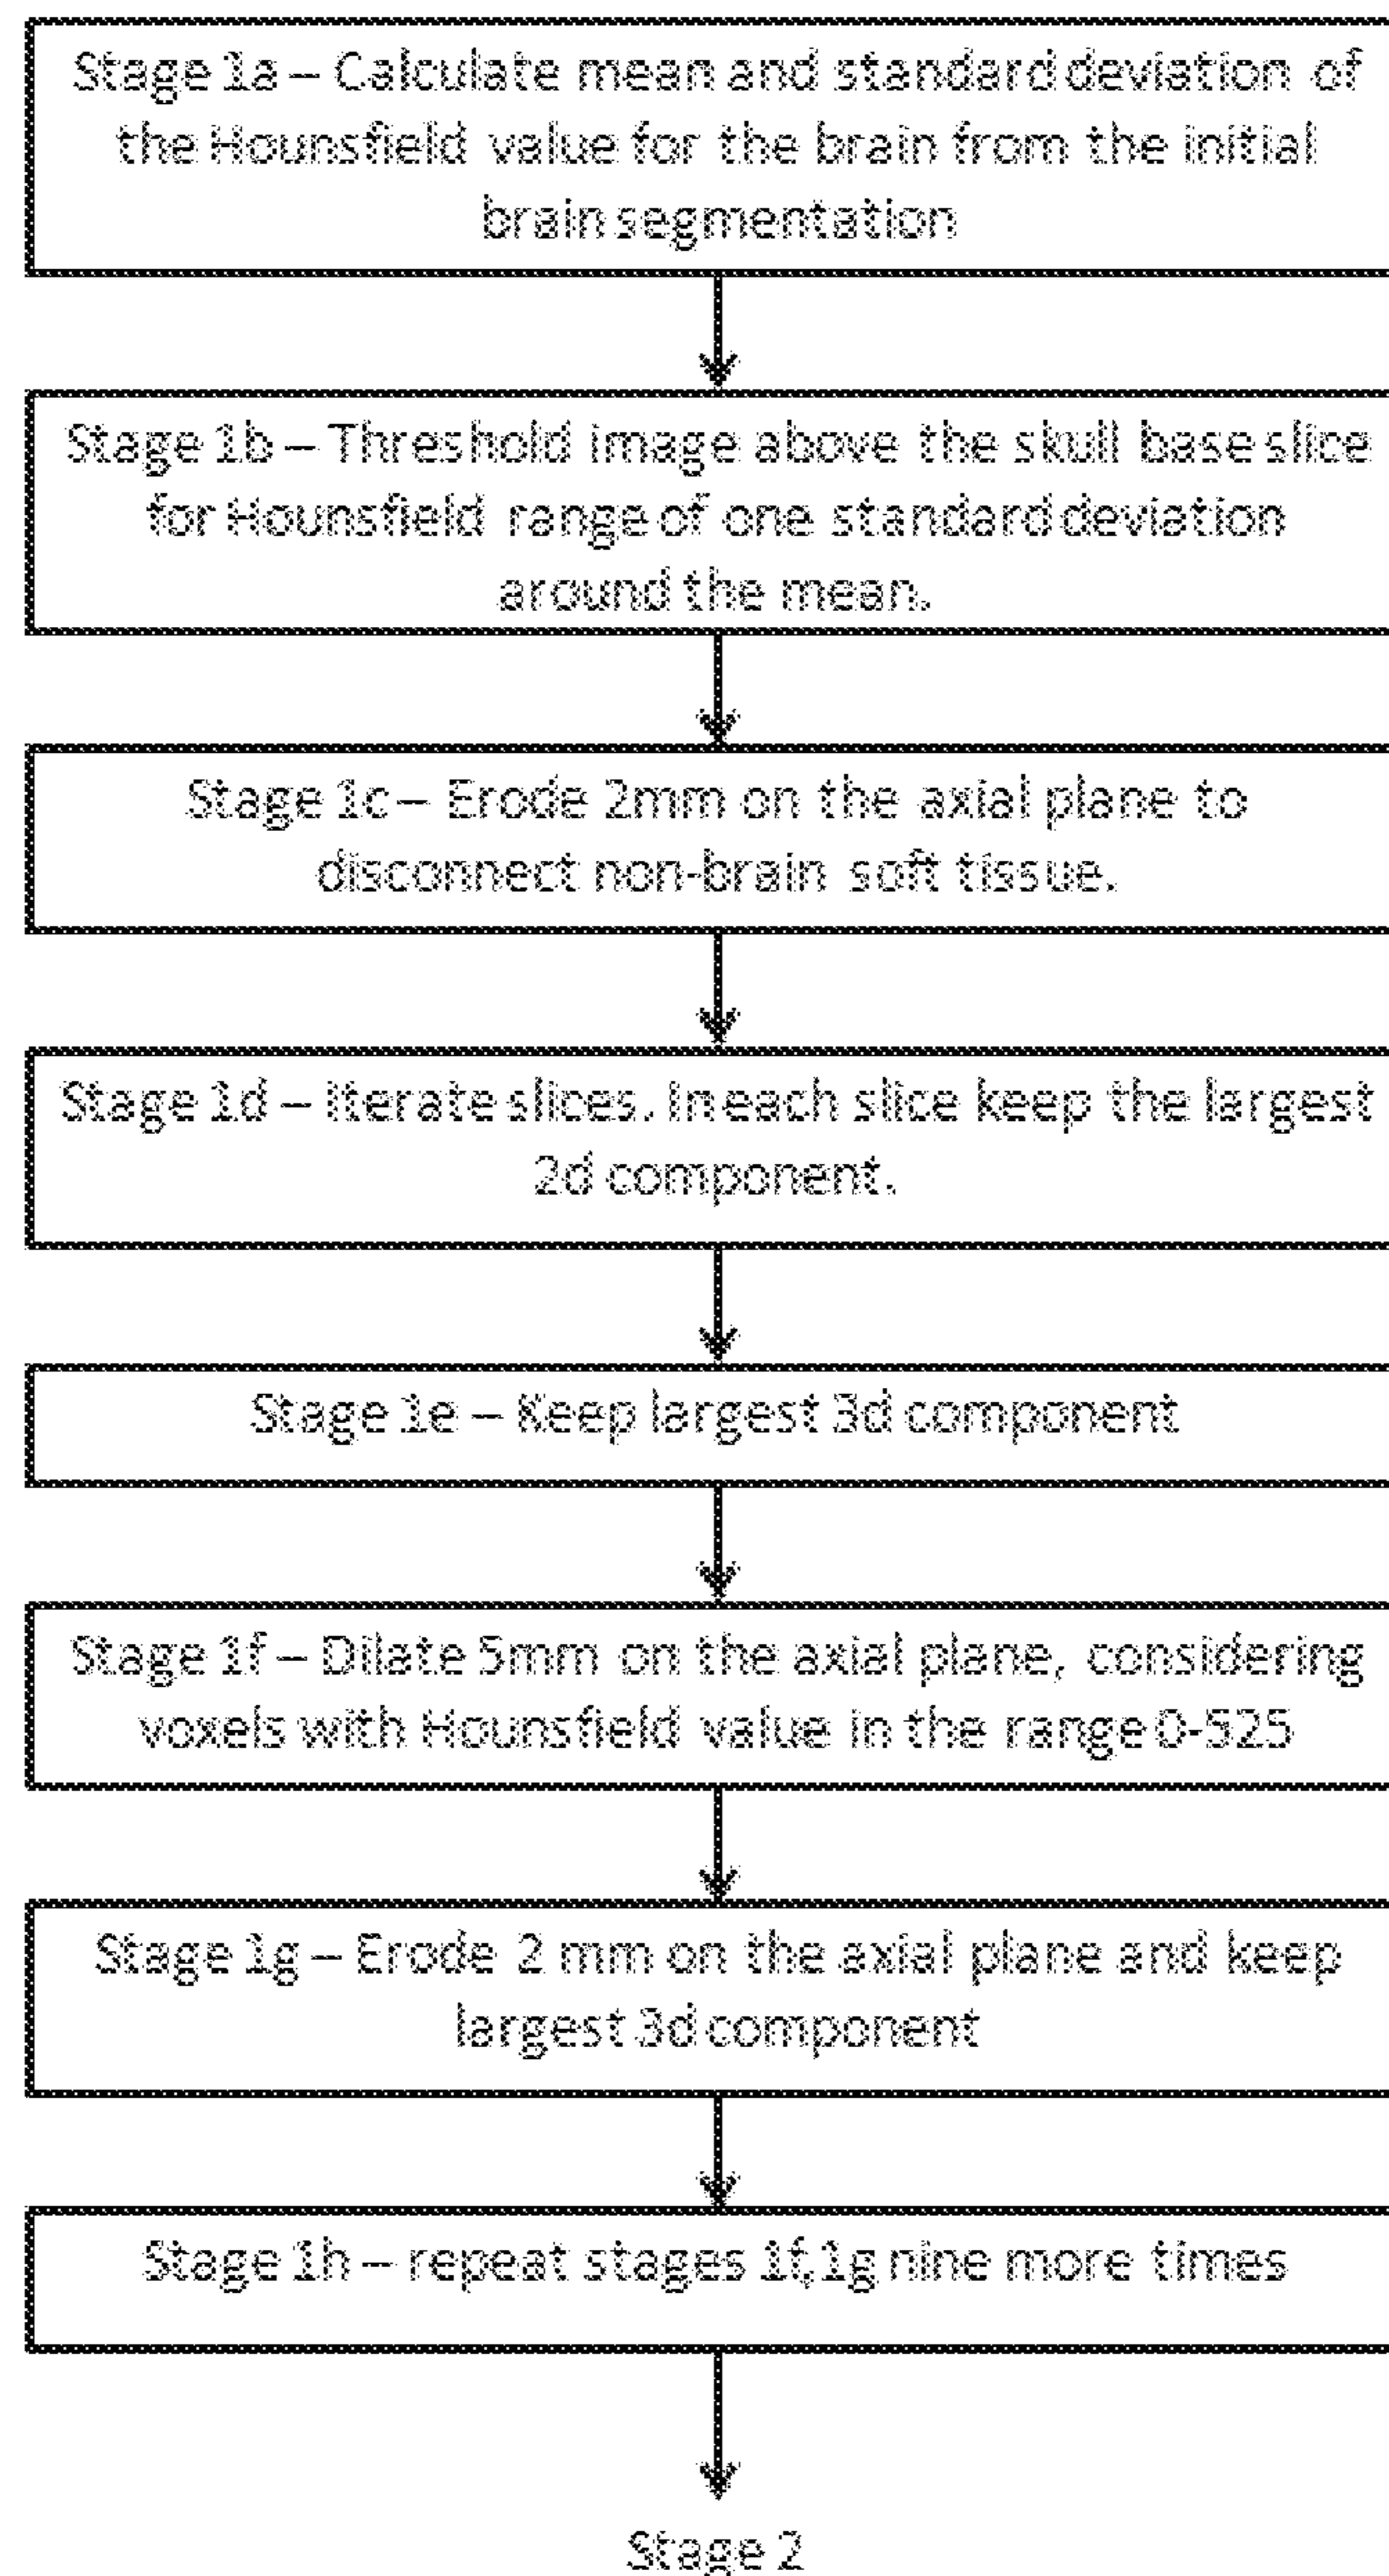 Stage 1a – Calculate mean and standard deviation of
the Hounsfield value for the brain from the initial
brain segmentation
Stage 1b – Threshold image above the skull base slice
for Hounsfield range of one standard deviation
around the mean.
Stage 1c – Erode 2mm on the axial plane to
disconnect non-brain soft tissue.
Stage 1d – Iterate slices. In each slice keep the largest
2d component.
Stage 1e – Keep largest 3d component
Stage 1f – Dilate 5mm on the axial plane, considering
voxels with Hounsfield value in the range 0-525
Stage 1g – Erode 2 mm on the axial plane and keep
largest 3d component
Stage 1h – repeat stages 1f,1g nine more times
Stage 2